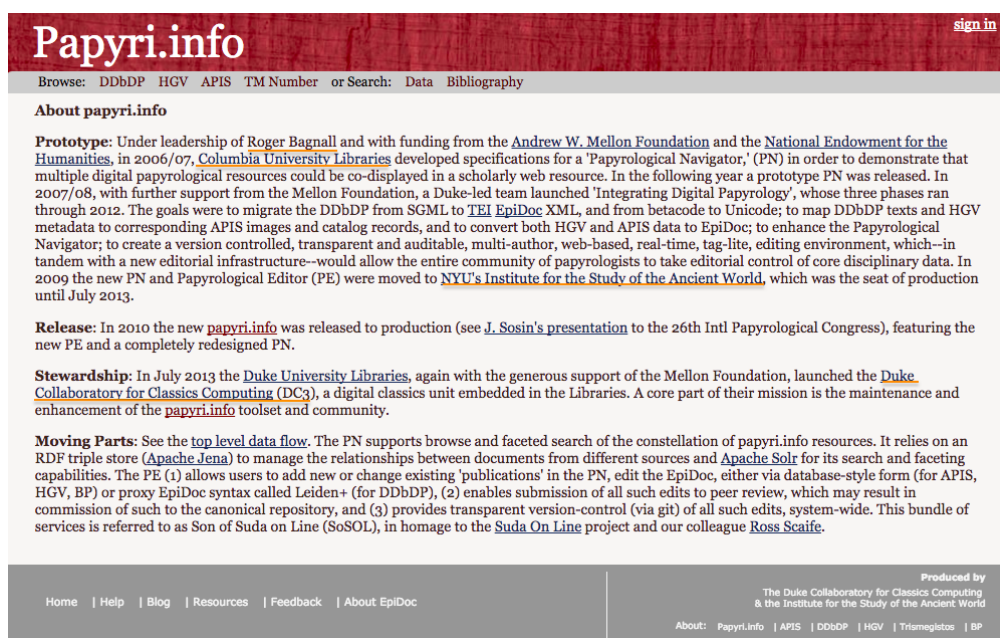 sign in
Papyri.info
Browse: DDbDP HGV APIS TM Number or Search: Data Bibliography
About papyri.info
Prototype: Under leadership of Roger Bagnall and with funding from the Andrew W. Mellon Foundation and the National Endowment for the
Humanities, in 2006/07, Columbia University Libraries developed specifications for a 'Papyrological Navigator,' (PN) in order to demonstrate that
multiple digital papyrological resources could be co-displayed in a scholarly web resource. In the following year a prototype PN was released. In
2007/08, with further support from the Mellon Foundation, a Duke-led team launched 'Integrating Digital Papyrology', whose three phases ran
through 2012. The goals were to migrate the DDbDP from SGML to TEI EpiDoc XML, and from betacode to Unicode; to map DDbDP texts and HGV
metadata to corresponding APIS images and catalog records, and to convert both HGV and APIS data to EpiDoc; to enhance the Papyrological
Navigator; to create a version controlled, transparent and auditable, multi-author, web-based, real-time, tag-lite, editing environment, which--in
tandem with a new editorial infrastructure--would allow the entire community of papyrologists to take editorial control of core disciplinary data. In
2009 the new PN and Papyrological Editor (PE) were moved to NYU's Institute for the Study of the Ancient World, which was the seat of production
until July 2013.
Release: In 2010 the new papyri.info was released to production (see J. Sosin's presentation to the 26th Intl Papyrological Congress), featuring the
new PE and a completely redesigned PN.
Stewardship: In July 2013 the Duke University Libraries, again with the generous support of the Mellon Foundation, launched the Duke
Collaboratory for Classics Computing (DC3), a digital classics unit embedded in the Libraries. A core part of their mission is the maintenance and
enhancement of the papyri.info toolset and community.
Moving Parts: See the top level data flow. The PN supports browse and faceted search of the constellation of papyri.info resources. It relies on an
RDF triple store (Apache Jena) to manage the relationships between documents from different sources and Apache Solr for its search and faceting
capabilities. The PE (1) allows users to add new or change existing 'publications' in the PN, edit the EpiDoc, either via database-style form (for APIS,
HGV, BP) or proxy EpiDoc syntax called Leiden+ (for DDbDP), (2) enables submission of all such edits to peer review, which may result in
commission of such to the canonical repository, and (3) provides transparent version-control (via git) of all such edits, system-wide. This bundle of
services is referred to as Son of Suda on Line (SoSOL), in homage to the Suda On Line project and our colleague Ross Scaife.
Home | Help | Blog | Resources | Feedback | About EpiDoc
Produced by
The Duke Collaboratory for Classics Computing
& the Institute for the Study of the Ancient World
About: Papyri.info | APIS | DDbDP | HGV | Trismegistos | BP